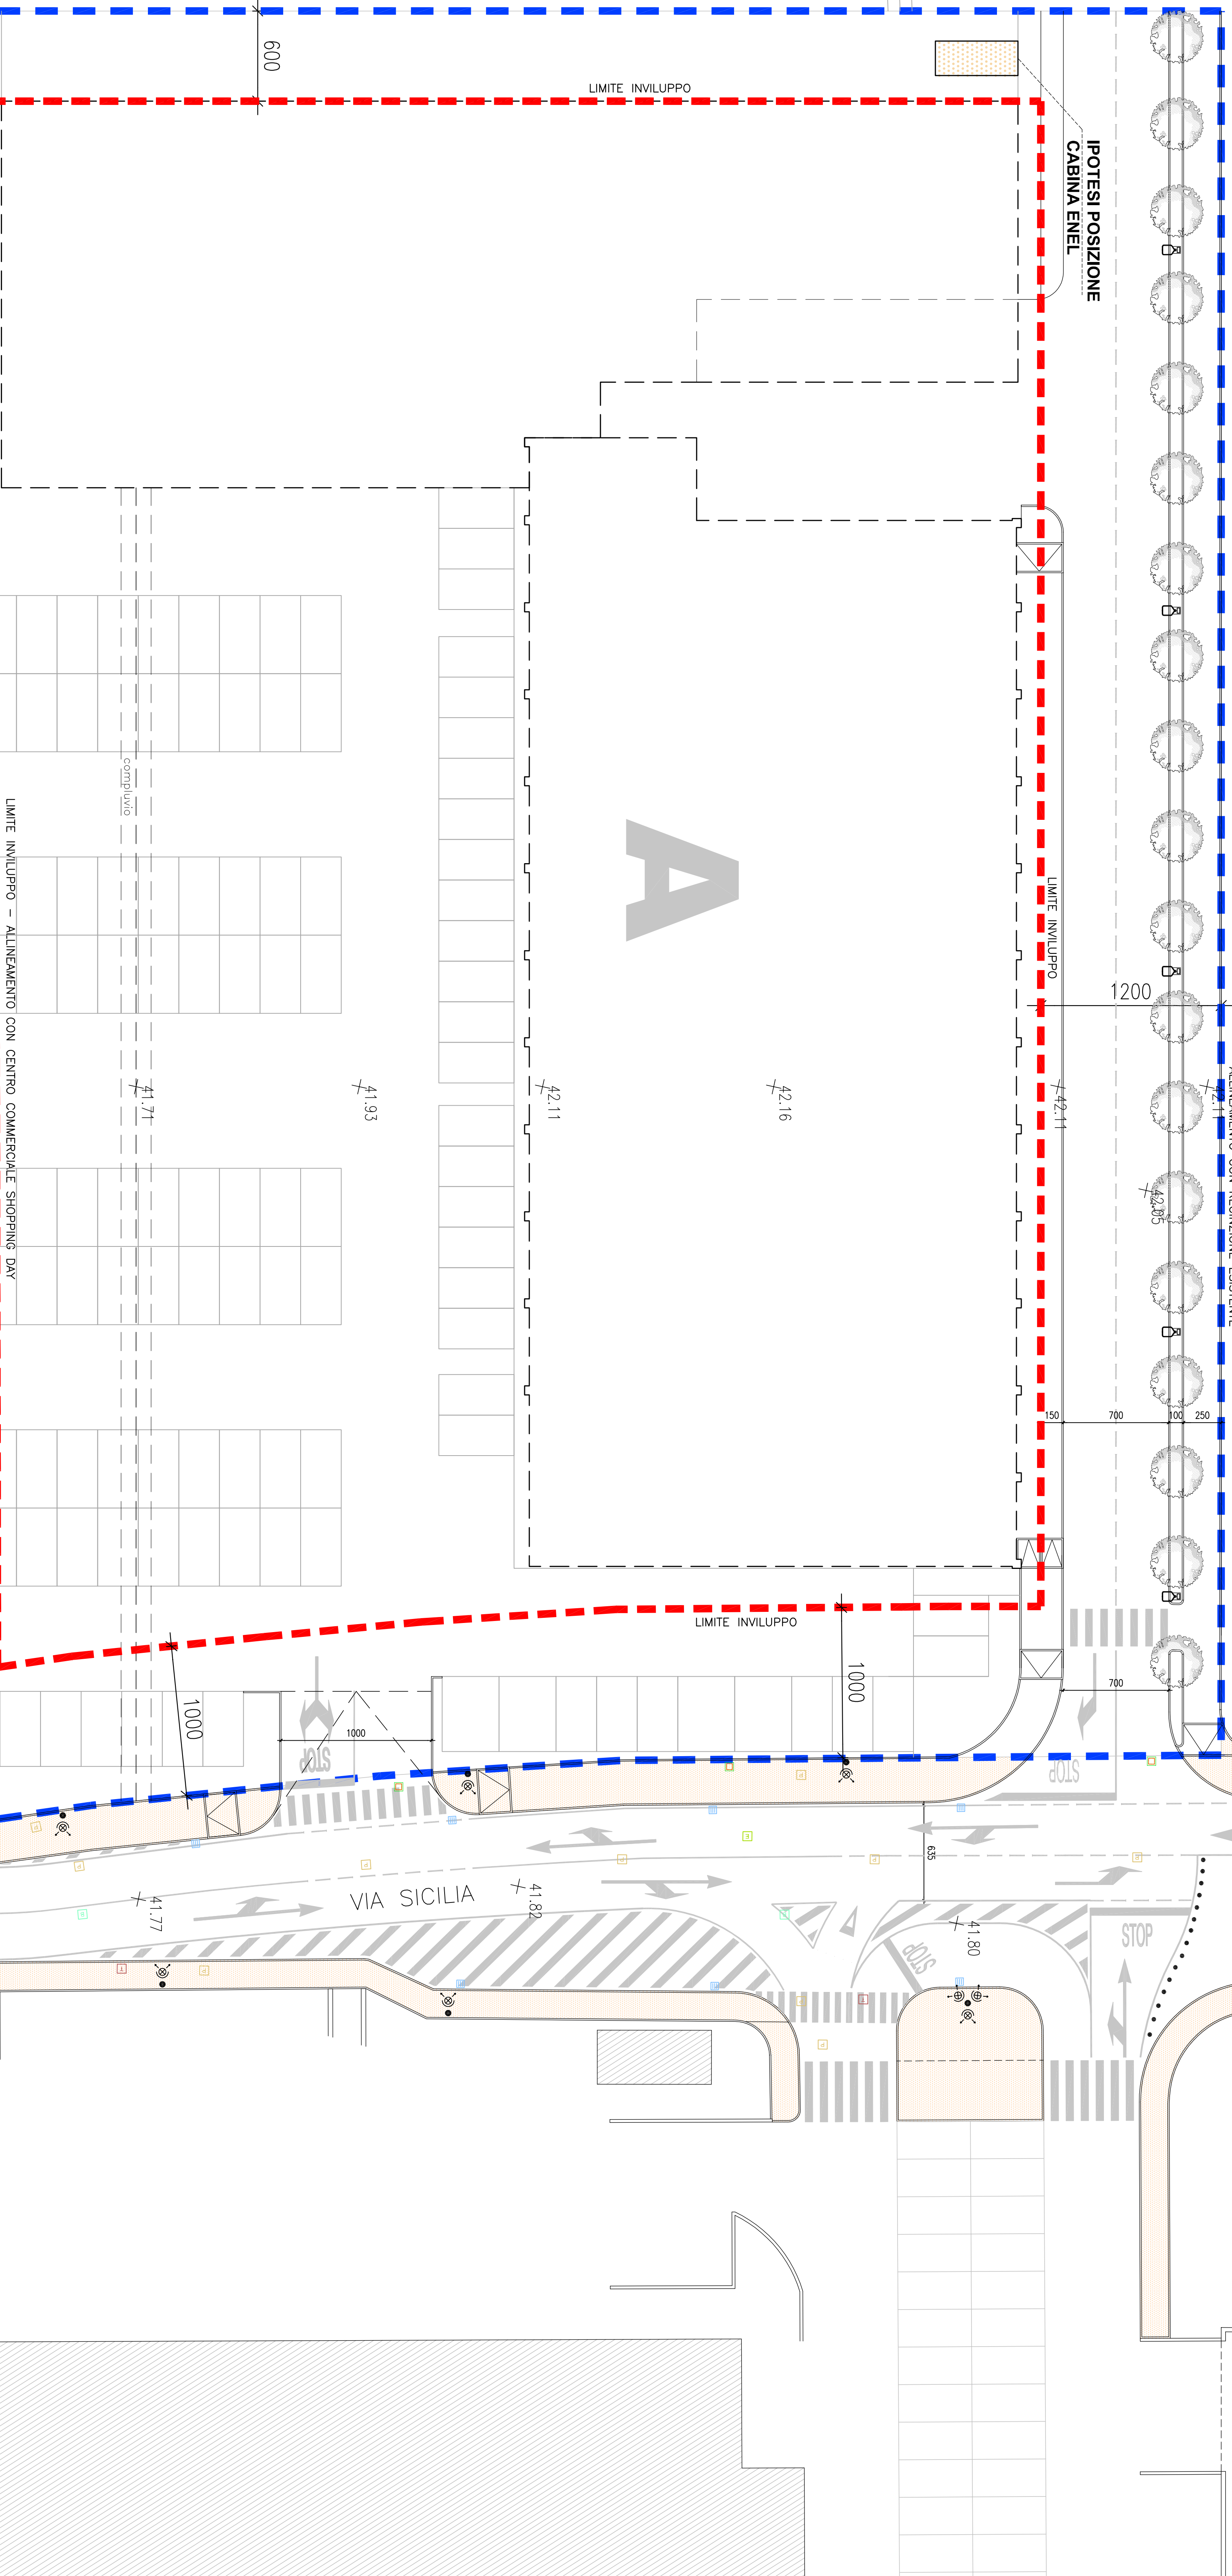 600
LIMITE INVILUPPO
IPOTESI POSIZIONE
CABINA ENEL
compluvio
A
LIMITE INVILUPPO
1200
LIMITE INVILUPPO – ALLINEAMENTO CON CENTRO COMMERCIALE SHOPPING DAY
41.71
41.93
42.11
42.16
42.11
42.11
42.05
150
700
100
250
LIMITE INVILUPPO
1000
1000
1000
700
STOP
STOP
635
VIA SICILIA
41.77
41.82
41.80
STOP
STOP